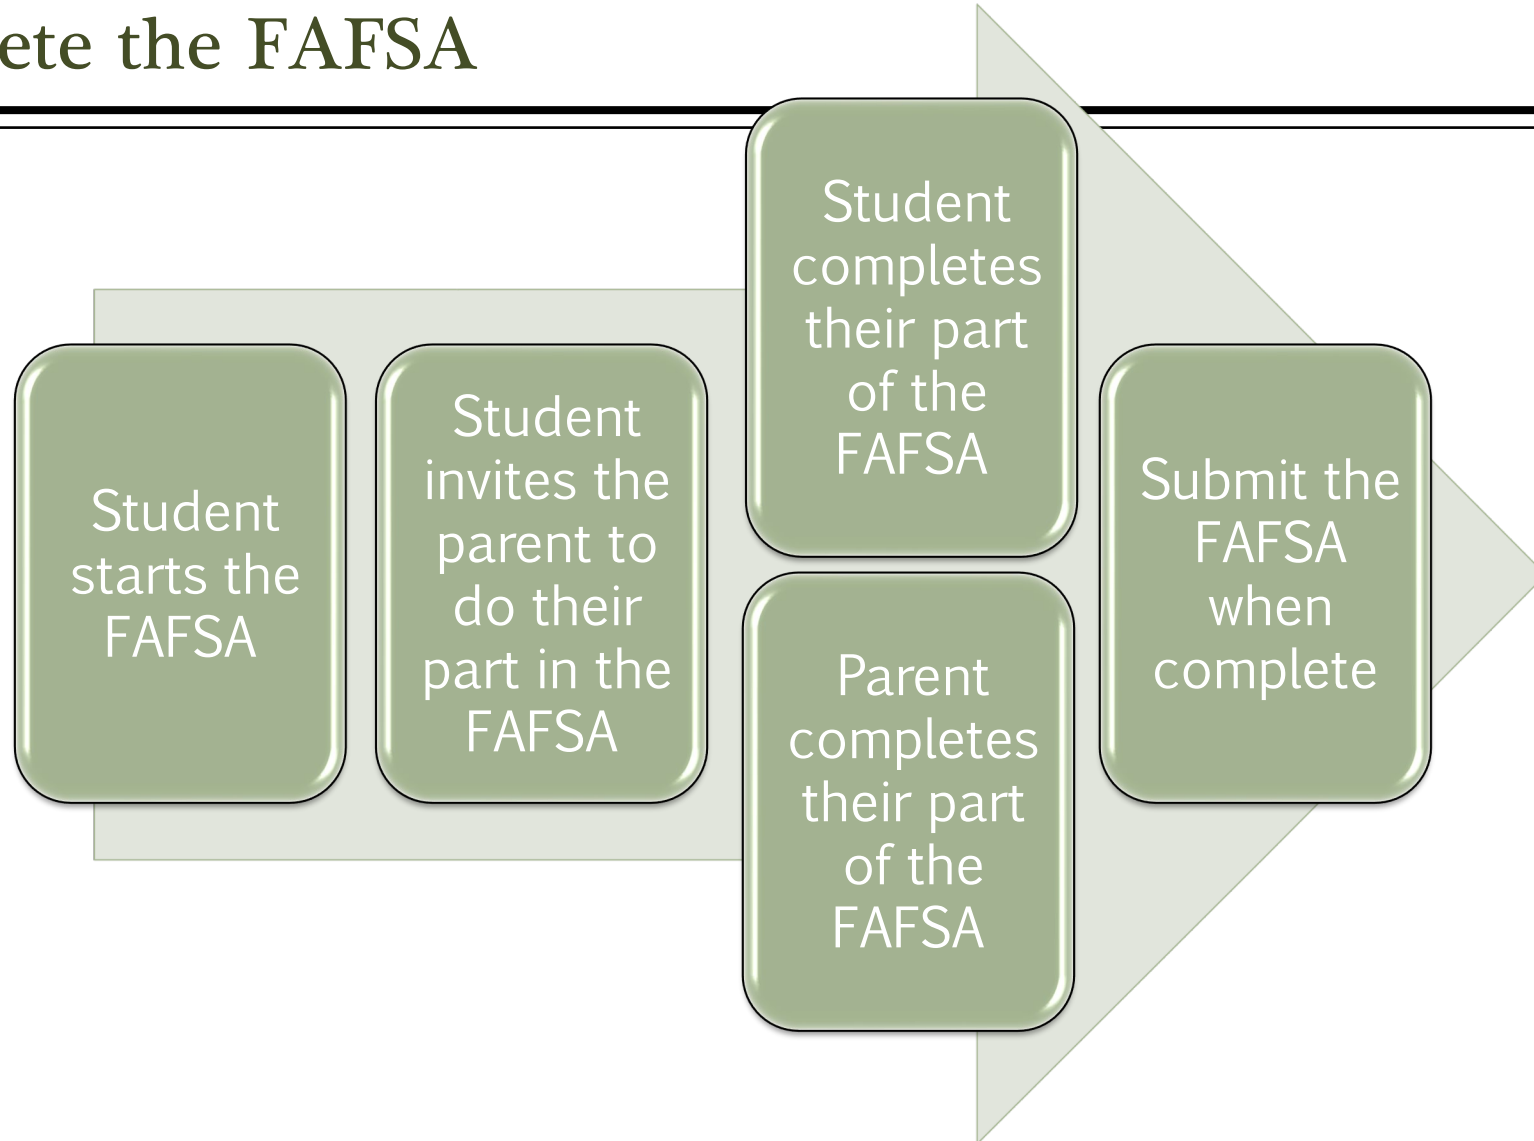 ete the FAFSA
Student
starts the
FAFSA
Student
invites the
parent to
do their
part in the
FAFSA
Student
completes
their part
of the
FAFSA
Parent
completes
their part
of the
FAFSA
Submit the
FAFSA
when
complete